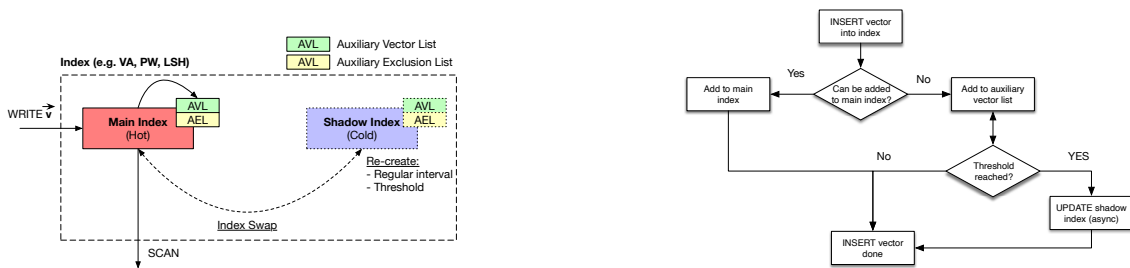 AVL Auxiliary Vector List
AVL Auxiliary Exclusion List
Index (e.g. VA, PW, LSH)
WRITE v
AVL
AEL
Main Index
(Hot)
AVL
AEL
Shadow Index
(Cold)
Re-create:
- Regular interval
- Threshold
Index Swap
SCAN
INSERT vector
into index
Yes
No
Can be added
to main index?
Add to main
index
Add to auxiliary
vector list
No
YES
Threshold
reached?
UPDATE shadow
index (async)
INSERT vector
done